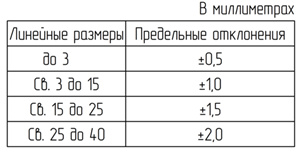 В миллиметрах
Линейные размеры Предельные отклонения
до 3 ±0,5
Св. 3 до 15 ±1,0
Св. 15 до 25 ±1,5
Св. 25 до 40 ±2,0